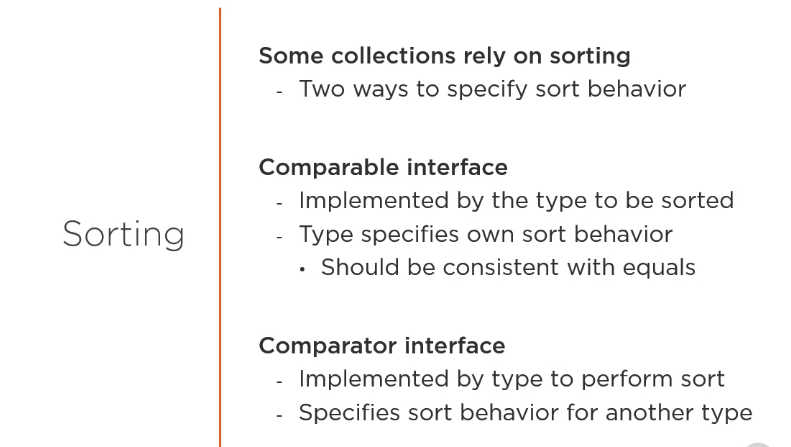 Sorting
Some collections rely on sorting
- Two ways to specify sort behavior
Comparable interface
- Implemented by the type to be sorted
- Type specifies own sort behavior
• Should be consistent with equals
Comparator interface
- Implemented by type to perform sort
- Specifies sort behavior for another type